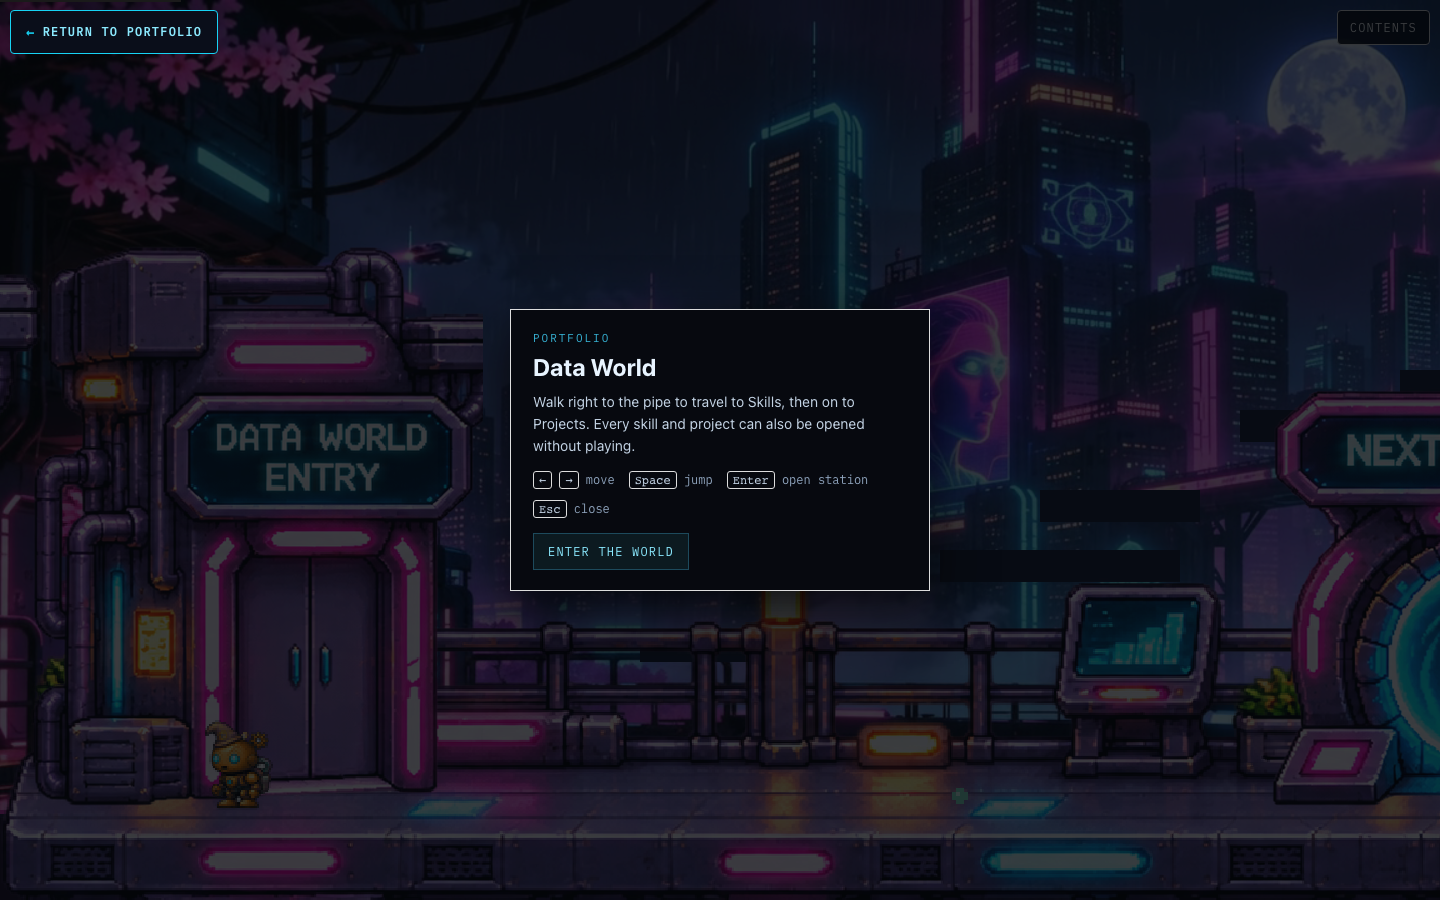 ← RETURN TO PORTFOLIO
CONTENTS
DATA WORLD
ENTRY
PORTFOLIO
Data World
Walk right to the pipe to travel to Skills, then on to
Projects. Every skill and project can also be opened
without playing.
← → move Space jump Enter open station
Esc close
ENTER THE WORLD
NEXT